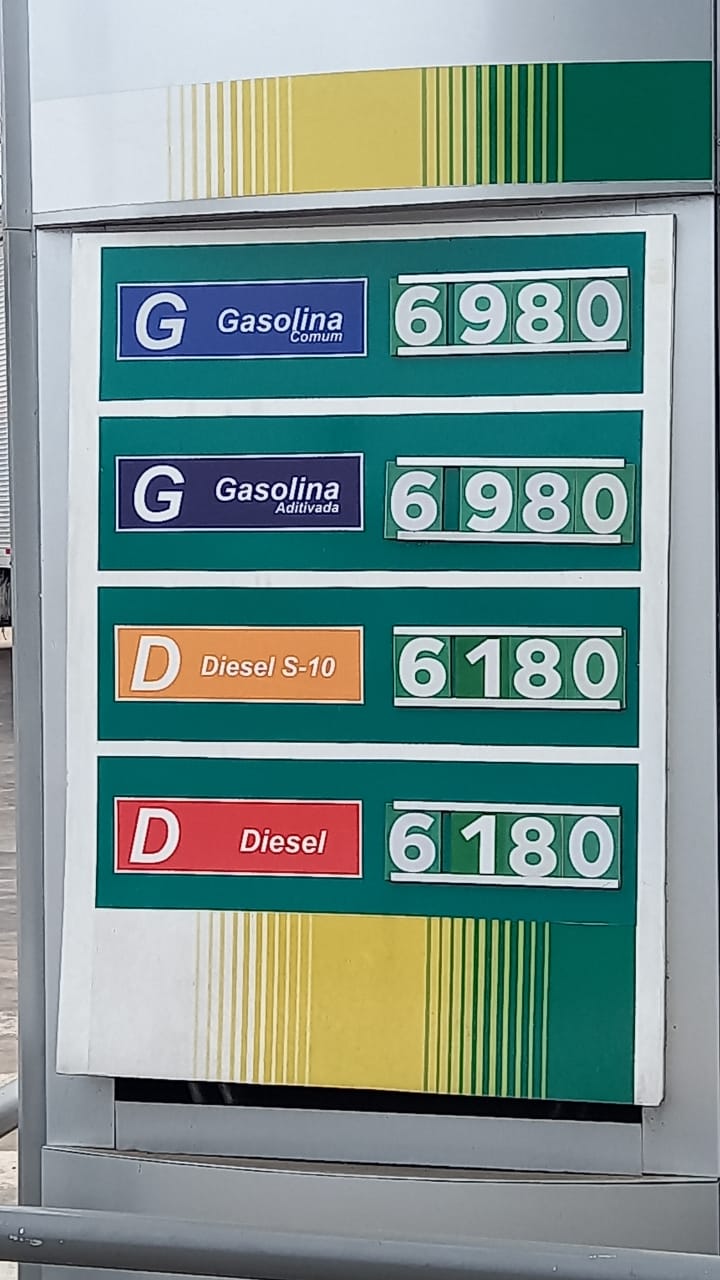 G Gasolina 6980
Comum
G Gasolina 6980
Aditivada
D Diesel S-10 6180
D Diesel 6180